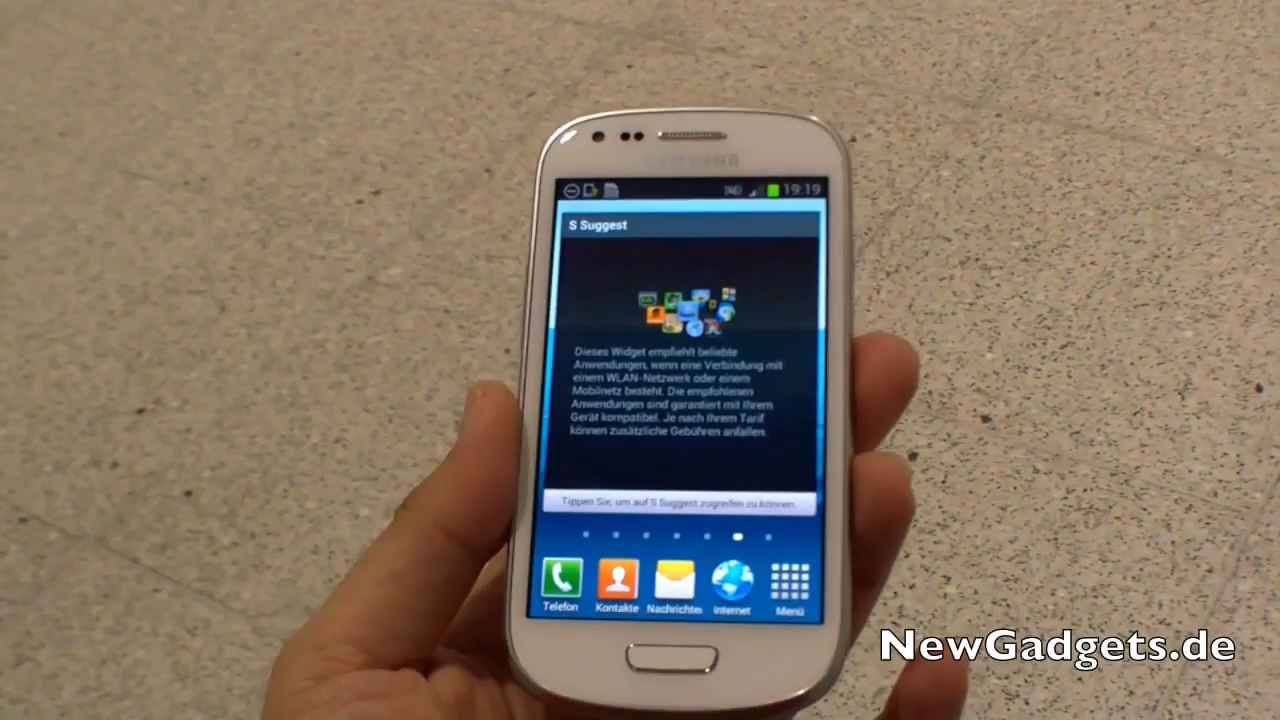 SAMSUNG
19:19
S Suggest
Dieses Widget empfiehlt beliebte
Anwendungen, wenn eine Verbindung mit
einem WLAN-Netzwerk oder einem
Mobilnetz besteht. Die empfohlenen
Anwendungen sind garantiert mit Ihrem
Gerät kompatibel. Je nach Ihrem Tarif
können zusätzliche Gebühren anfallen.
Tippen Sie, um auf S Suggest zugreifen zu können.
Telefon Kontakte Nachrichten Internet Menü
NewGadgets.de